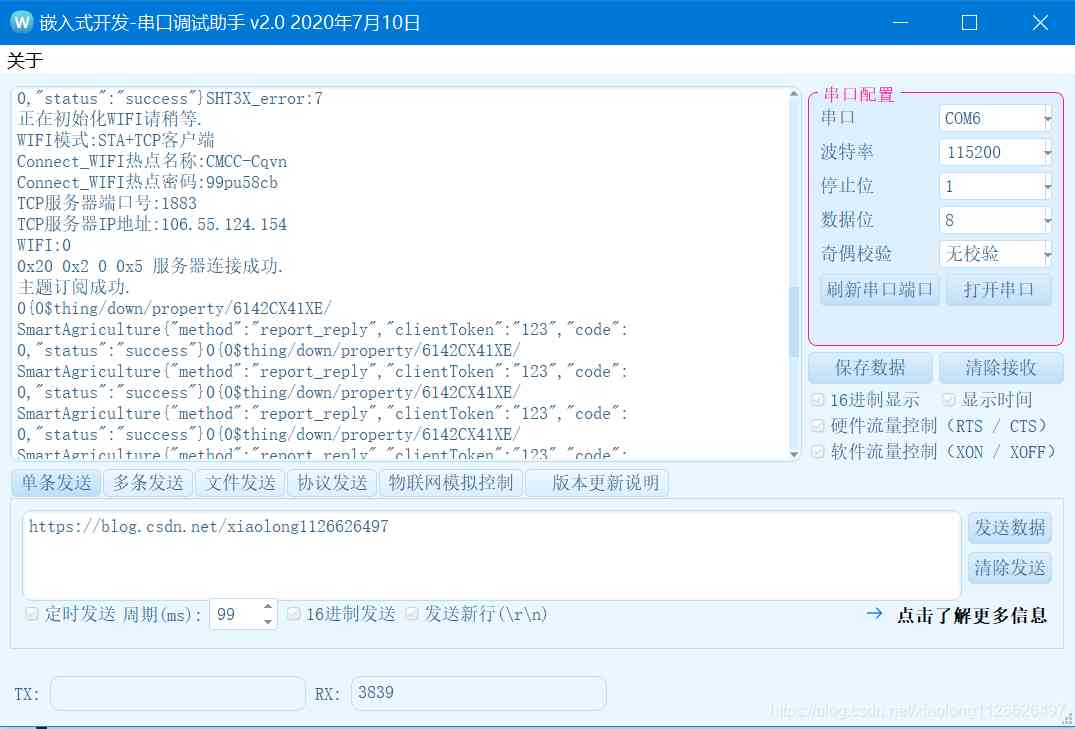 嵌入式开发-串口调试助手 v2.0 2020年7月10日
关于
0,"status":"success"}SHT3X_error:7
正在初始化WIFI请稍等.
WIFI模式:STA+TCP客户端
Connect_WIFI热点名称:CMCC-Cqvn
Connect_WIFI热点密码:99pu58cb
TCP服务器端口号:1883
TCP服务器IP地址:106.55.124.154
WIFI:0
0x20 0x2 0 0x5 服务器连接成功.
主题订阅成功.
0{0$thing/down/property/6142CX41XE/
SmartAgriculture{"method":"report_reply","clientToken":"123","code":
0,"status":"success"}0{0$thing/down/property/6142CX41XE/
SmartAgriculture{"method":"report_reply","clientToken":"123","code":
0,"status":"success"}0{0$thing/down/property/6142CX41XE/
SmartAgriculture{"method":"report_reply","clientToken":"123","code":
0,"status":"success"}0{0$thing/down/property/6142CX41XE/
SmartAgriculture{"method":"report_reply","clientToken":"123","code":
串口配置
串口 COM6
波特率 115200
停止位 1
数据位 8
奇偶校验 无校验
刷新串口端口 打开串口
保存数据 清除接收
16进制显示 显示时间
硬件流量控制（RTS / CTS）
软件流量控制（XON / XOFF）
单条发送 多条发送 文件发送 协议发送 物联网模拟控制 版本更新说明
https://blog.csdn.net/xiaolong1126626497
发送数据
清除发送
定时发送 周期(ms): 99 16进制发送 发送新行(\r\n)
→ 点击了解更多信息
TX:
RX: 3839
https://blog.csdn.net/xiaolong1126626497